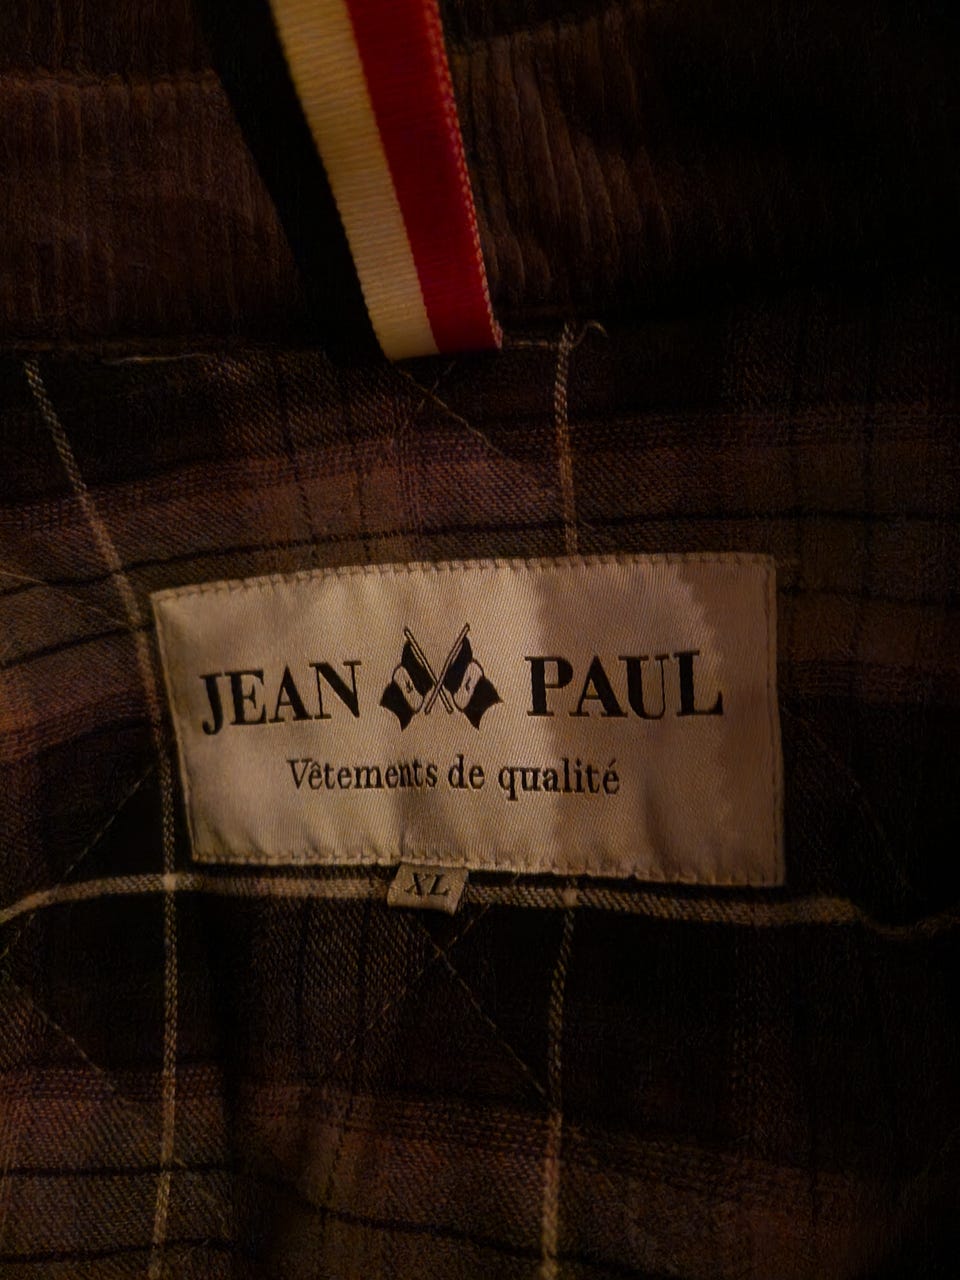 JEAN PAUL
Vêtements de qualité
XL